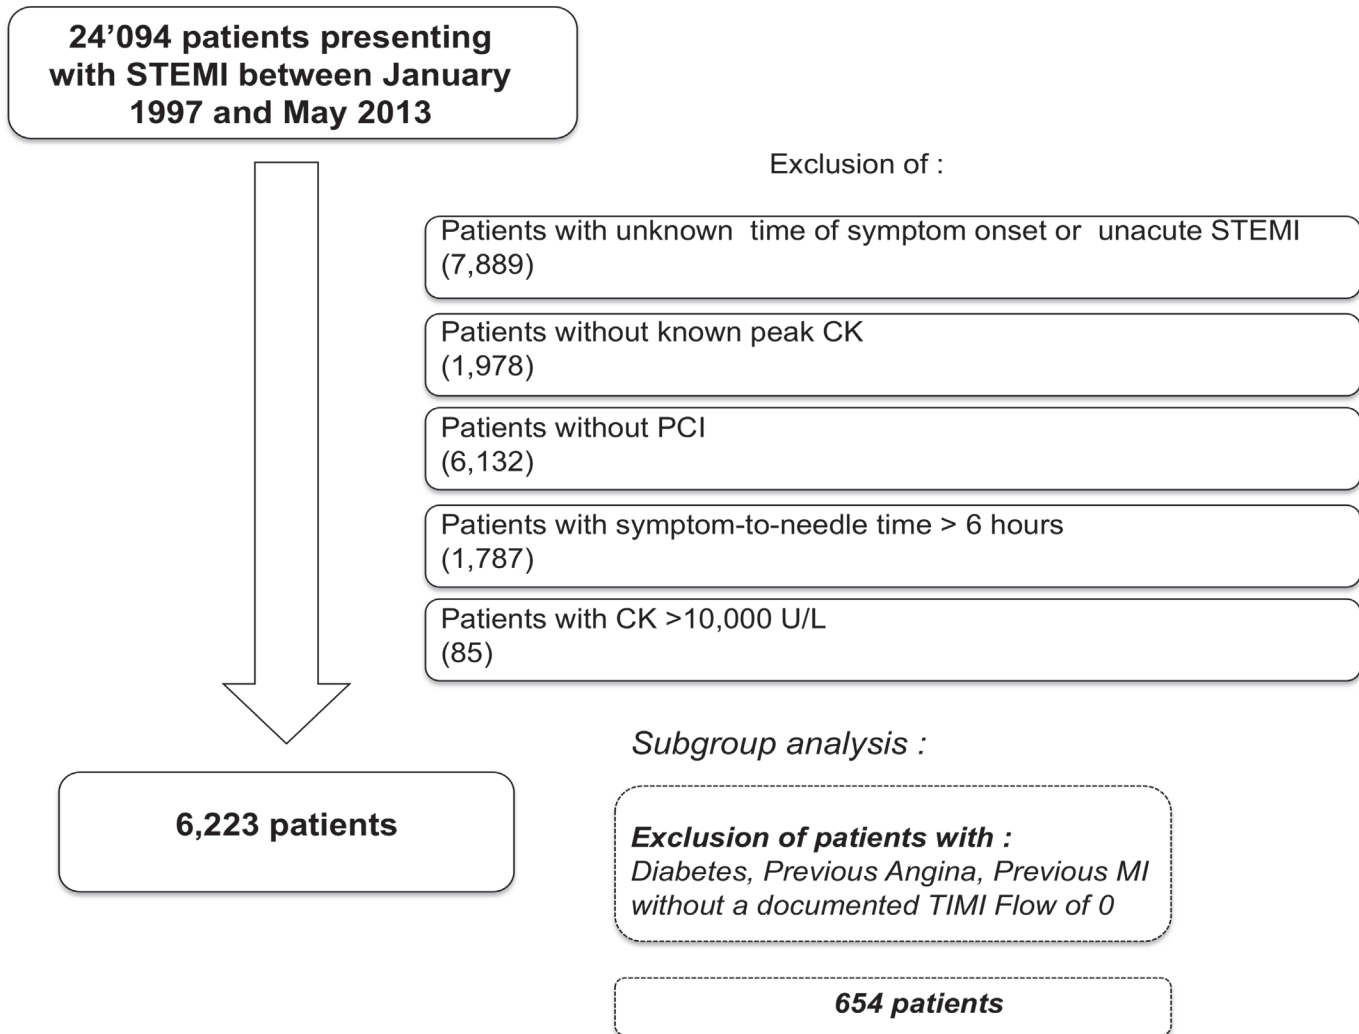 24’094 patients presenting
with STEMI between January
1997 and May 2013
Exclusion of :
Patients with unknown  time of symptom onset or  unacute STEMI
(7,889)
Patients without known peak CK
(1,978)
Patients without PCI
(6,132)
Patients with symptom-to-needle time > 6 hours
(1,787)
Patients with CK >10,000 U/L
(85)
6,223 patients
Subgroup analysis :
Exclusion of patients with :
Diabetes, Previous Angina, Previous MI
without a documented TIMI Flow of 0
654 patients